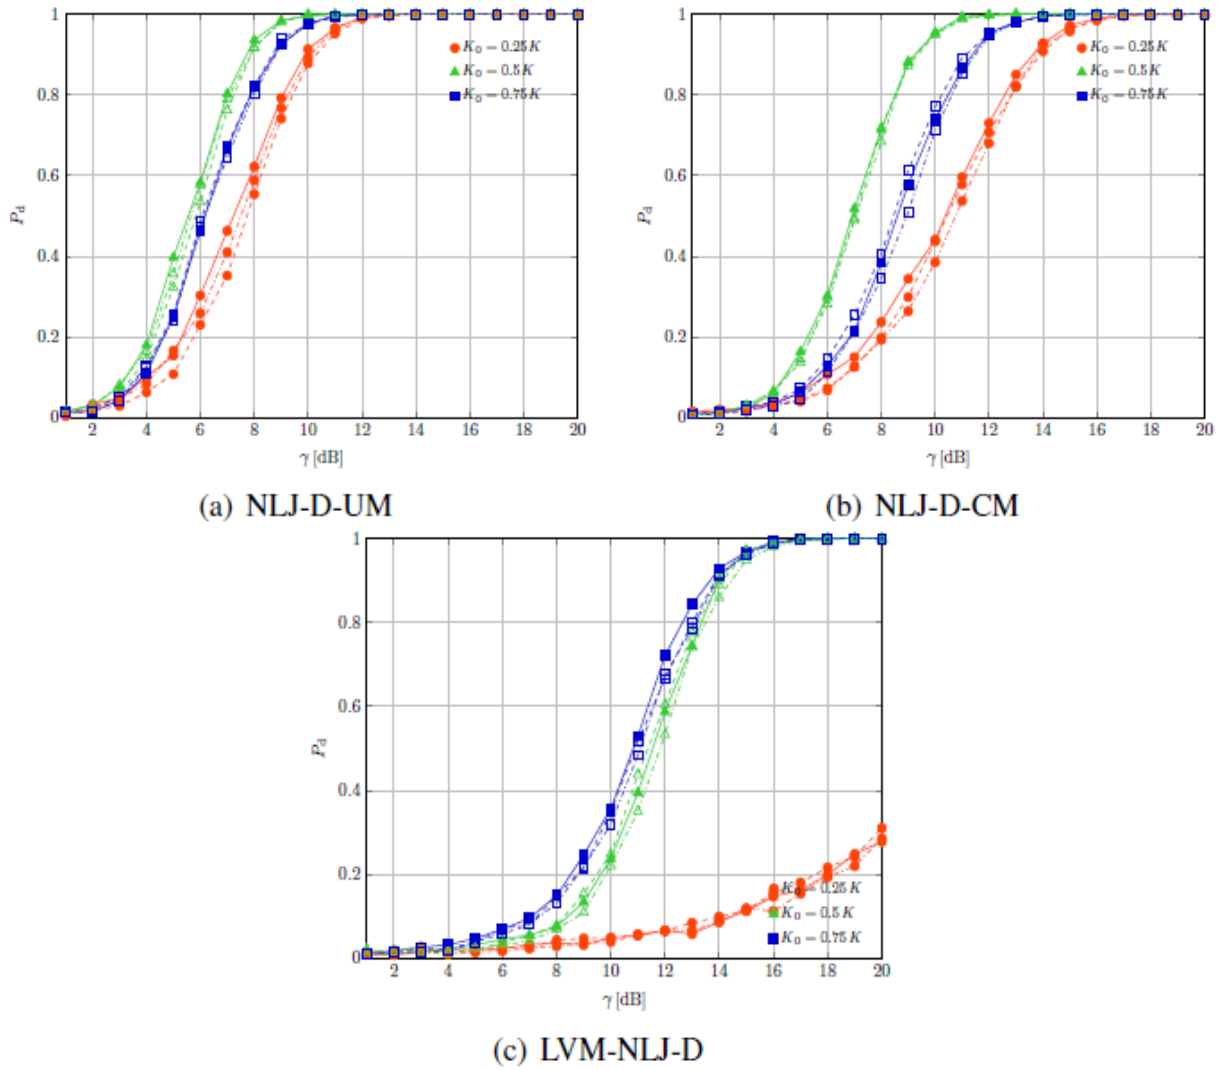 1
0.8
0.6
0.4
0.2
0
P_d
2 4 6 8 10 12 14 16 18 20
γ [dB]
K₀ = 0.25 K
K₀ = 0.5 K
K₀ = 0.75 K
(a) NLJ-D-UM
1
0.8
0.6
0.4
0.2
0
P_d
2 4 6 8 10 12 14 16 18 20
γ [dB]
K₀ = 0.25 K
K₀ = 0.5 K
K₀ = 0.75 K
(b) NLJ-D-CM
1
0.8
0.6
0.4
0.2
0
P_d
2 4 6 8 10 12 14 16 18 20
γ [dB]
K₀ = 0.25 K
K₀ = 0.5 K
K₀ = 0.75 K
(c) LVM-NLJ-D